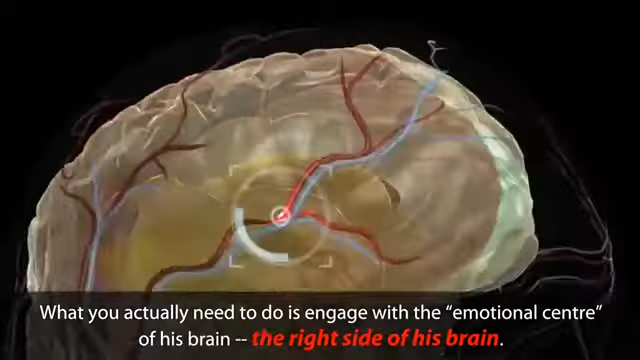 What you actually need to do is engage with the “emotional centre”
of his brain -- the right side of his brain.